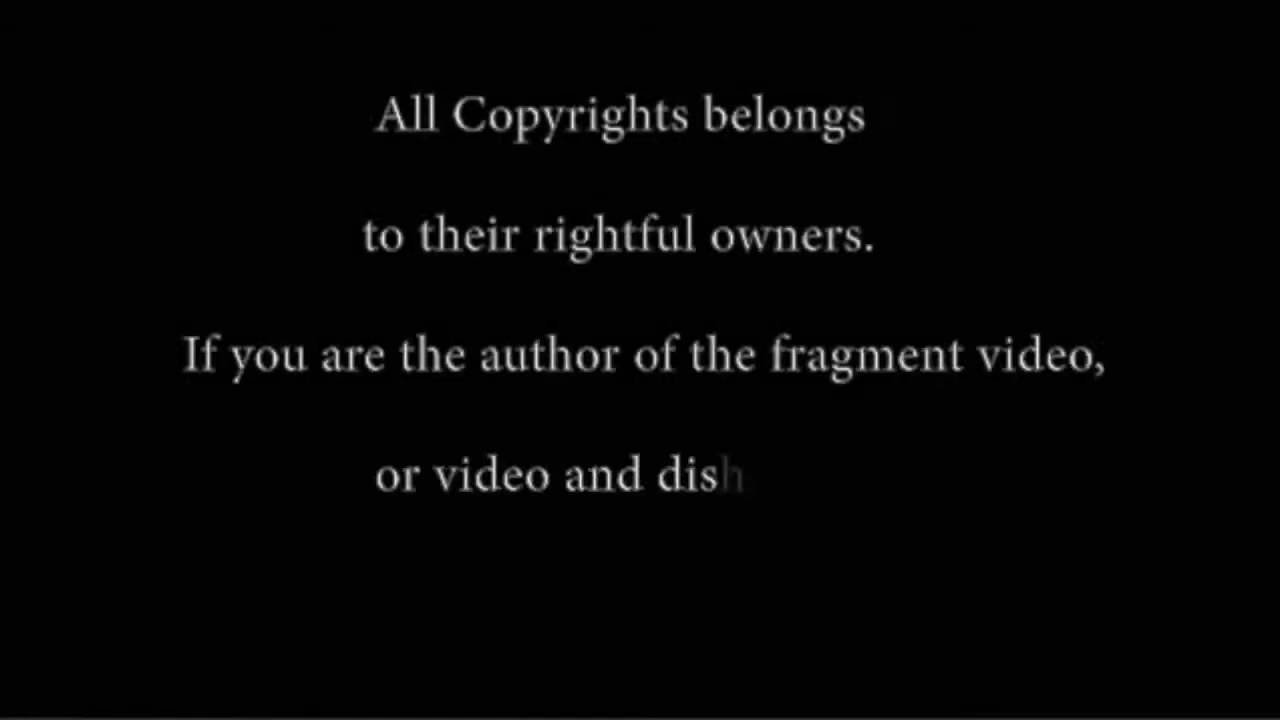 All Copyrights belongs
to their rightful owners.
If you are the author of the fragment video,
or video and dish